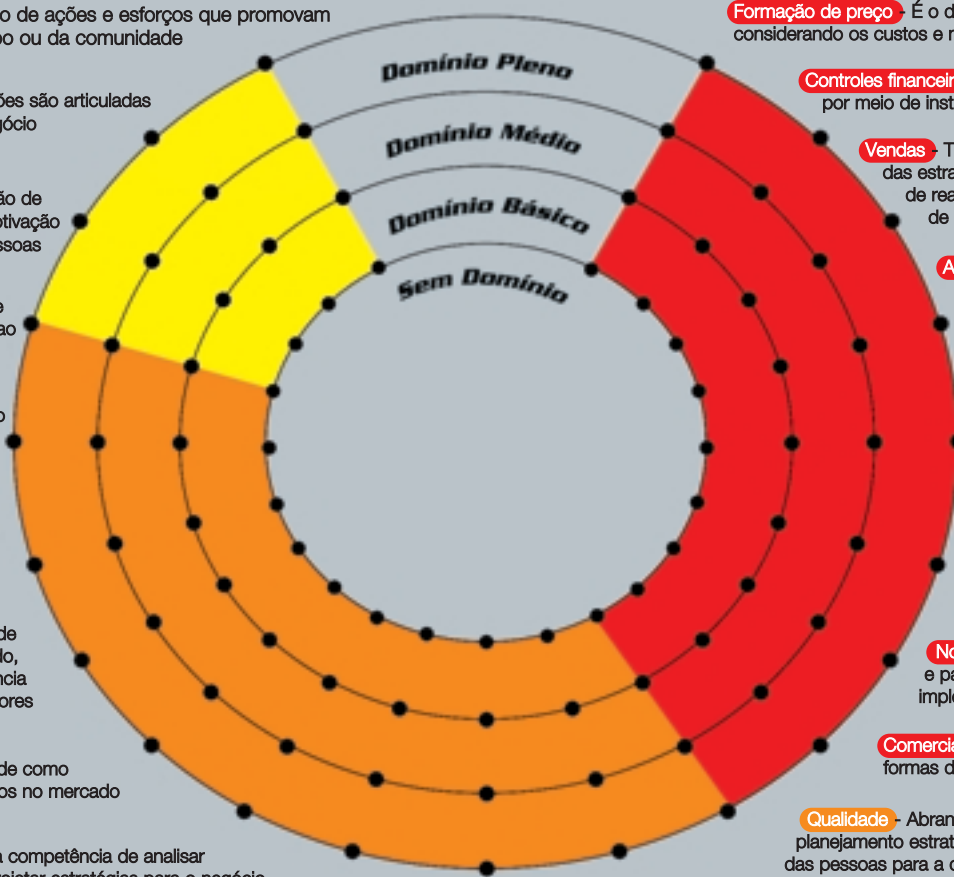 o de ações e esforços que promovam
po ou da comunidade
ões são articuladas
gócio
ão de
otivação
ssoas
e
ao
o
de
do,
ncia
ores
de como
os no mercado
a competência de analisar
Domínio Pleno
Domínio Médio
Domínio Básico
Sem Domínio
Formação de preço - É o d
considerando os custos e r
Controles financeir
por meio de inst
Vendas - T
das estra
de rea
de
A
No
e pa
imple
Comercia
formas d
Qualidade - Abran
planejamento estrat
das pessoas para a c